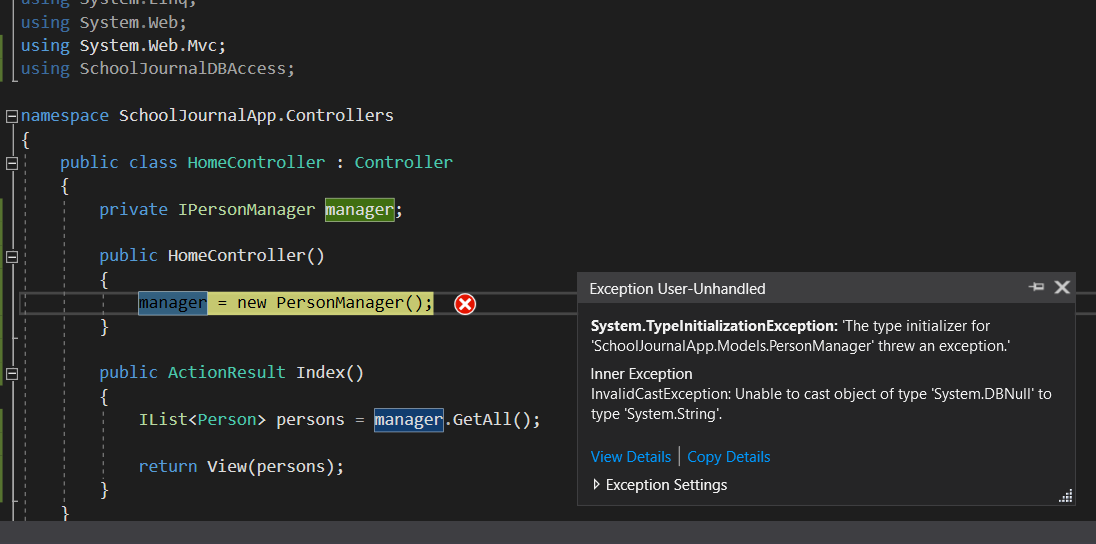 using System.Linq;
using System.Web;
using System.Web.Mvc;
using SchoolJournalDBAccess;
namespace SchoolJournalApp.Controllers
{
public class HomeController : Controller
{
private IPersonManager manager;
public HomeController()
{
manager = new PersonManager();
}
public ActionResult Index()
{
IList<Person> persons = manager.GetAll();
return View(persons);
}
}
Exception User-Unhandled
System.TypeInitializationException: 'The type initializer for
'SchoolJournalApp.Models.PersonManager' threw an exception.'
Inner Exception
InvalidCastException: Unable to cast object of type 'System.DBNull' to
type 'System.String'.
View Details | Copy Details
Exception Settings